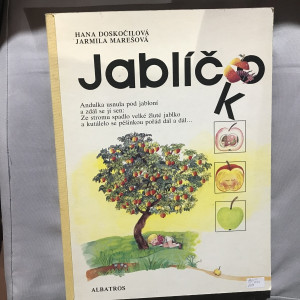 HANA DOSKOČILOVÁ
JARMILA MAREŠOVÁ
Jablíčko
Andulka usnula pod jabloní
a zdál se jí sen:
Ze stromu spadlo velké žluté jablko
a kutálelo se pěšinkou pořád dál a dál...
ALBATROS